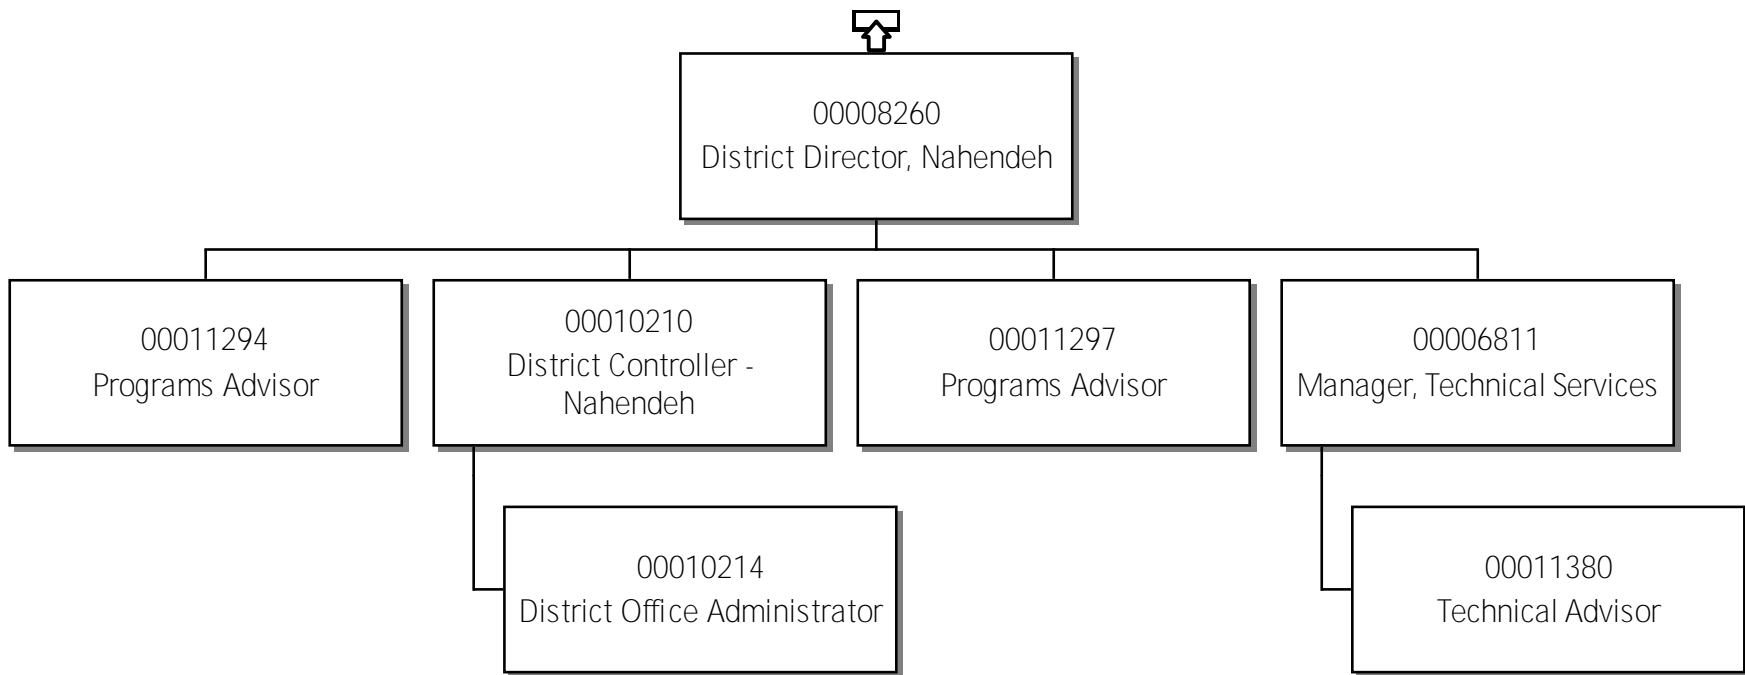 00008260
District Director, Nahendeh
00011294
Programs Advisor
00010210
District Controller -
Nahendeh
00011297
Programs Advisor
00006811
Manager, Technical Services
00010214
District Office Administrator
00011380
Technical Advisor